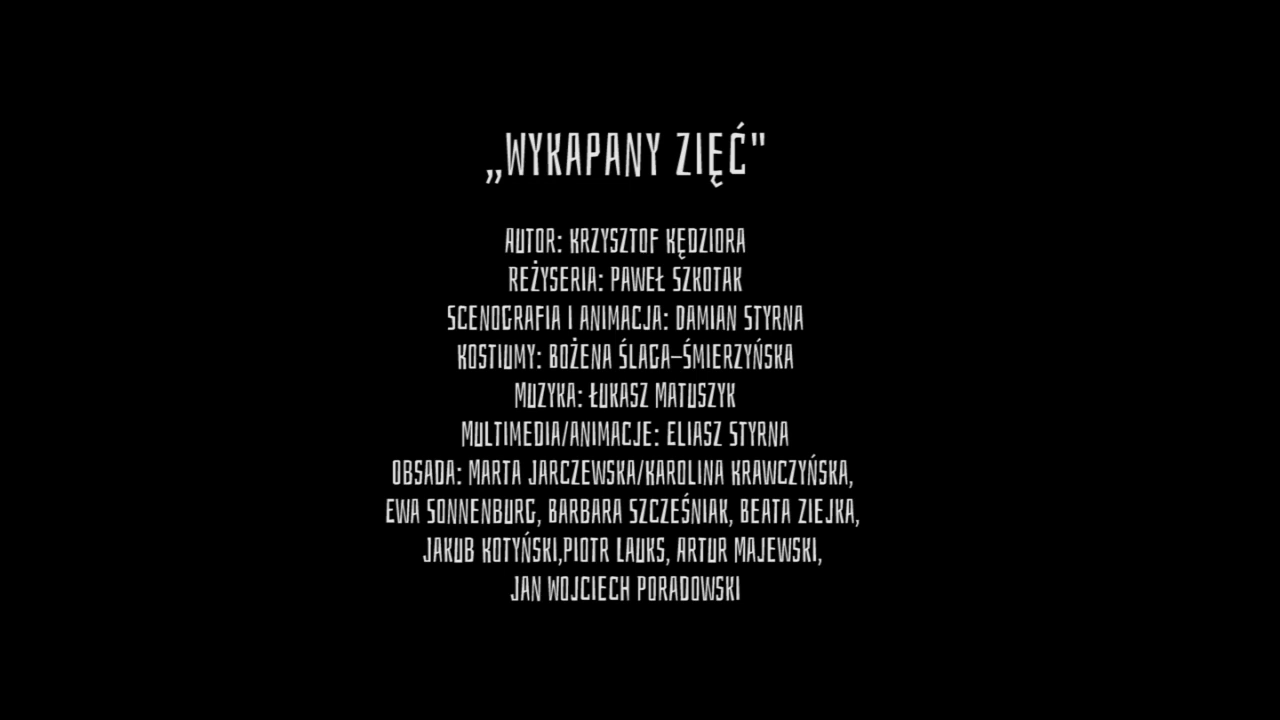 „WYKAPANY ZIĘĆ"
AUTOR: KRZYSZTOF KĘDZIORA
REŻYSERIA: PAWEŁ SZKOTAK
SCENOGRAFIA I ANIMACJA: DAMIAN STYRNA
KOSTIUMY: BOŻENA ŚLAGA–ŚMIERZYŃSKA
MUZYKA: ŁUKASZ MATUSZYK
MULTIMEDIA/ANIMACJE: ELIASZ STYRNA
OBSADA: MARTA JARCZEWSKA/KAROLINA KRAWCZYŃSKA,
EWA SONNENBURG, BARBARA SZCZEŚNIAK, BEATA ZIEJKA,
JAKUB KOTYŃSKI,PIOTR LAUKS, ARTUR MAJEWSKI,
JAN WOJCIECH PORADOWSKI